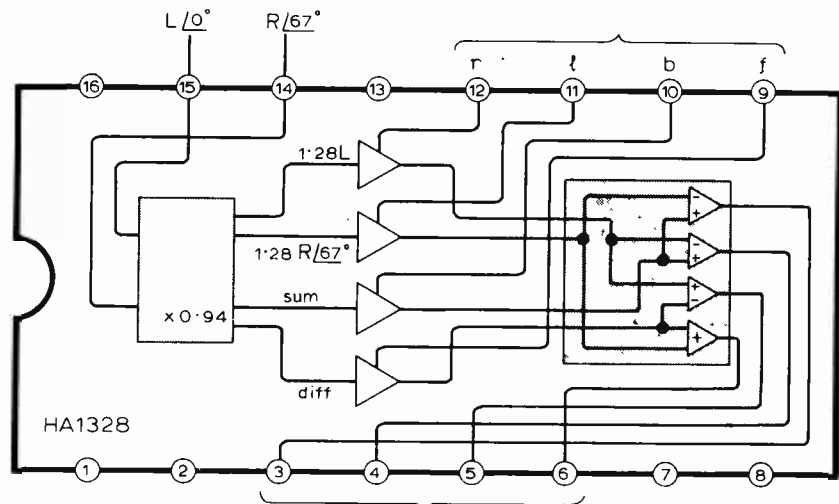 L/0° R/67°
r l b f
16 15 14 13 12 11 10 9
1·28L
1·28 R/67°
sum
x0·94
diff
- +
- +
+ -
+
HA1328
1 2 3 4 5 6 7 8